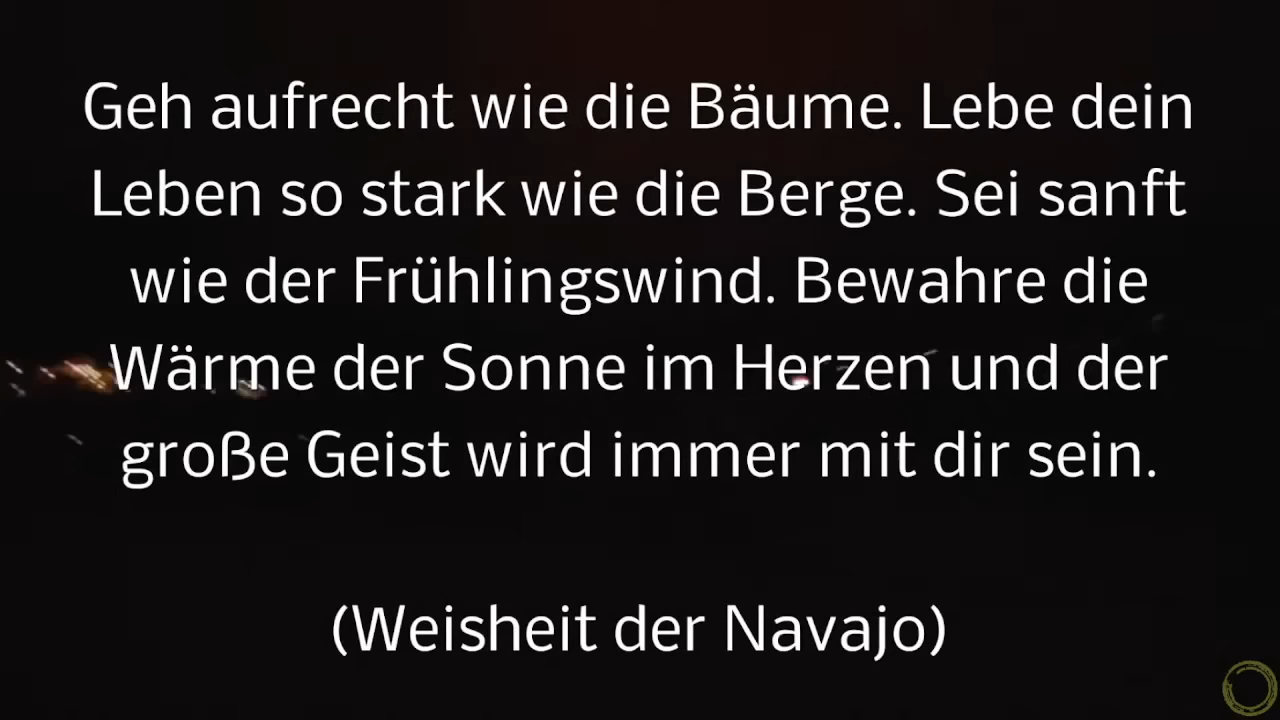 Geh aufrecht wie die Bäume. Lebe dein
Leben so stark wie die Berge. Sei sanft
wie der Frühlingswind. Bewahre die
Wärme der Sonne im Herzen und der
große Geist wird immer mit dir sein.
(Weisheit der Navajo)